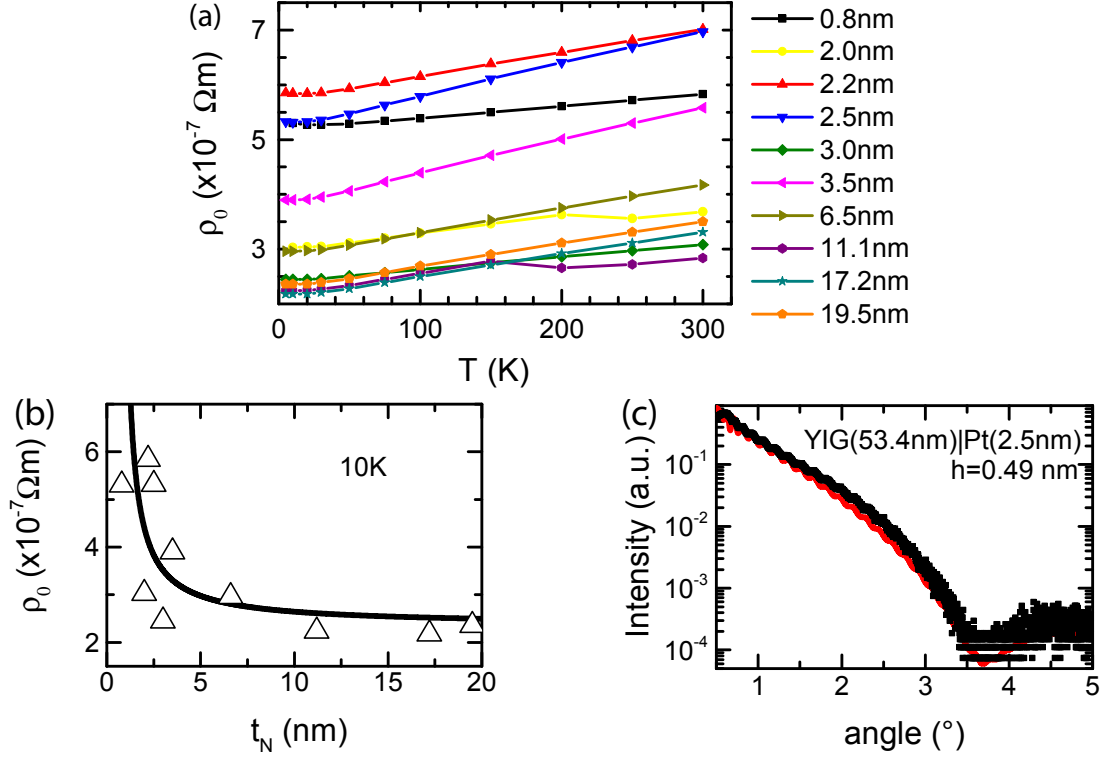 (a)
7
5
3
ρ₀ (x10⁻⁷ Ωm)
0 100 200 300
T (K)
0.8nm
2.0nm
2.2nm
2.5nm
3.0nm
3.5nm
6.5nm
11.1nm
17.2nm
19.5nm
(b)
6
4
2
ρ₀ (x10⁻⁷Ωm)
10K
0 5 10 15 20
t_N (nm)
(c)
YIG(53.4nm)|Pt(2.5nm)
h=0.49 nm
10⁻¹
10⁻²
10⁻³
10⁻⁴
Intensity (a.u.)
1 2 3 4 5
angle (°)